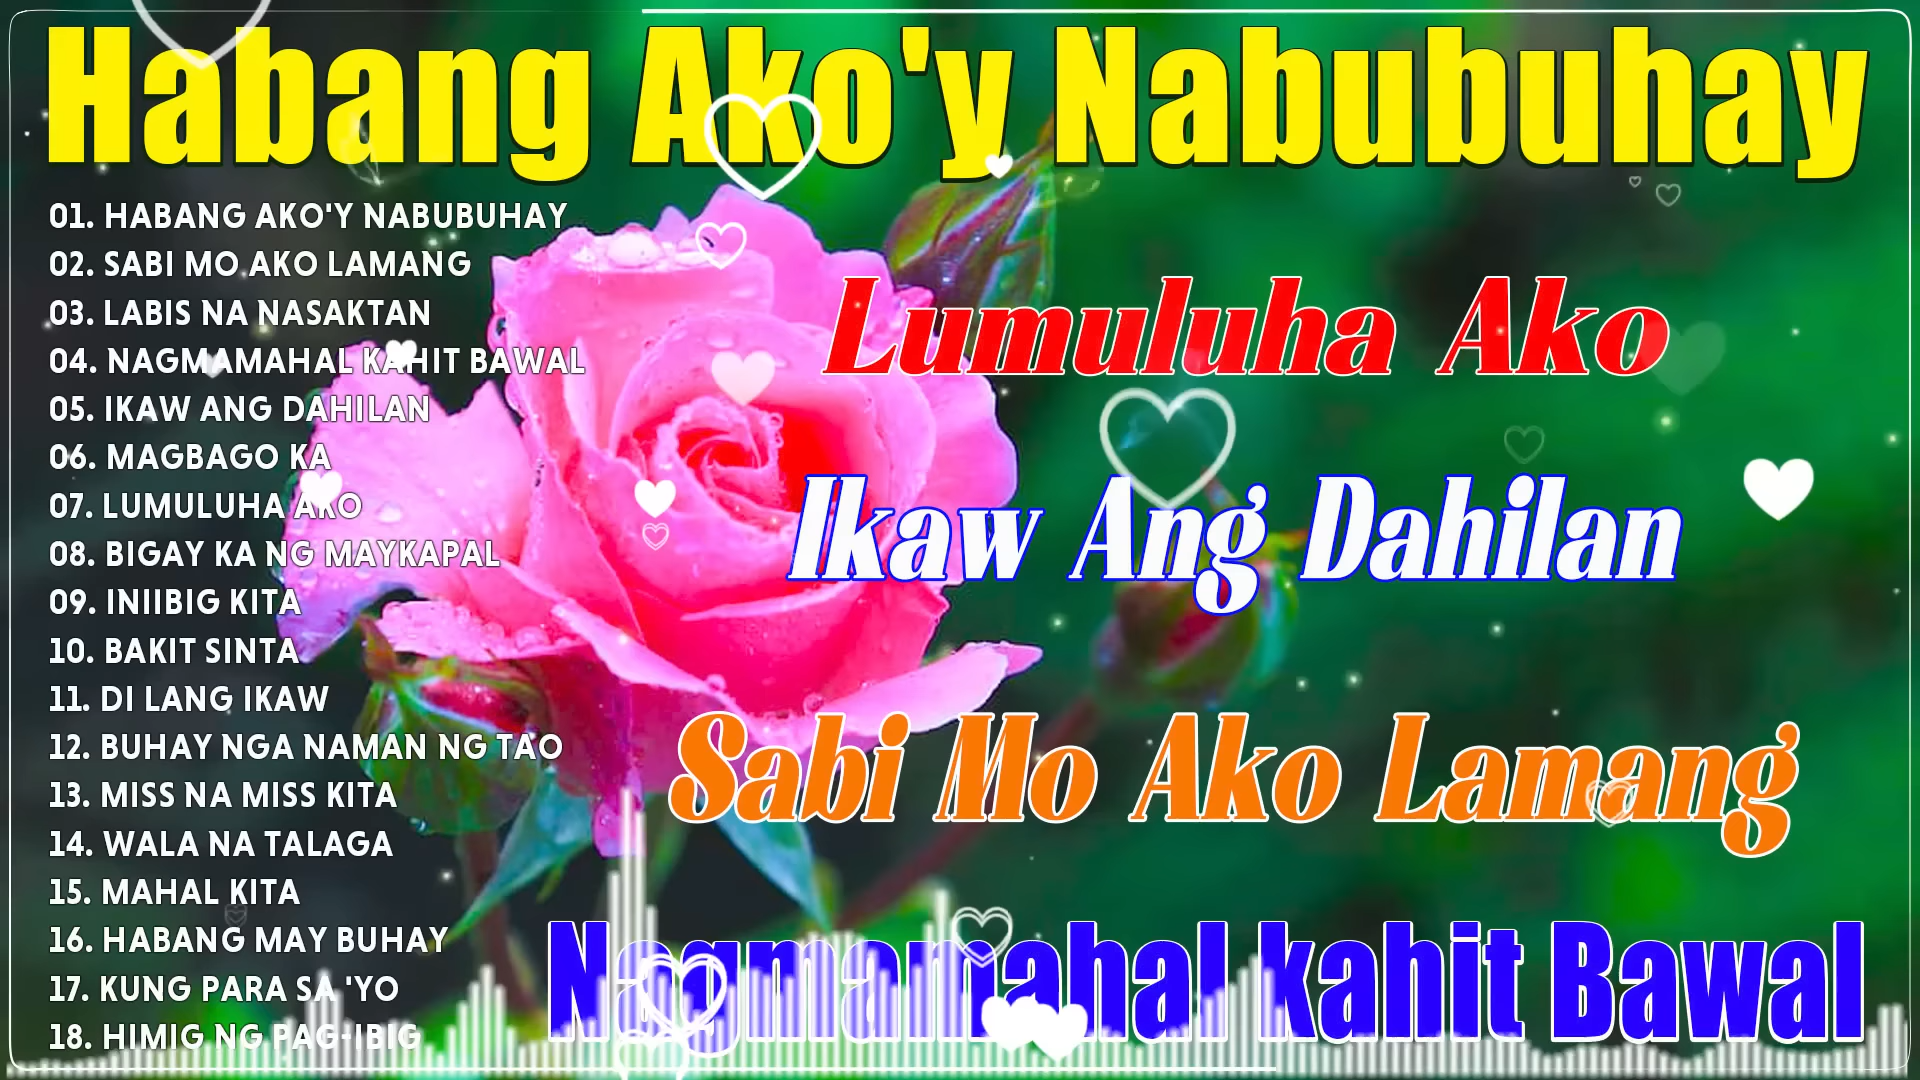 Habang Ako'y Nabubuhay
01. HABANG AKO'Y NABUBUHAY
02. SABI MO AKO LAMANG
03. LABIS NA NASAKTAN
04. NAGMAMAHAL KAHIT BAWAL
05. IKAW ANG DAHILAN
06. MAGBAGO KA
07. LUMULUHA AKO
08. BIGAY KA NG MAYKAPAL
09. INIIBIG KITA
10. BAKIT SINTA
11. DI LANG IKAW
12. BUHAY NGA NAMAN NG TAO
13. MISS NA MISS KITA
14. WALA NA TALAGA
15. MAHAL KITA
16. HABANG MAY BUHAY
17. KUNG PARA SA 'YO
18. HIMIG NG PAG-IBIG
Lumuluha Ako
Ikaw Ang Dahilan
Sabi Mo Ako Lamang
Nagmamahal kahit Bawal